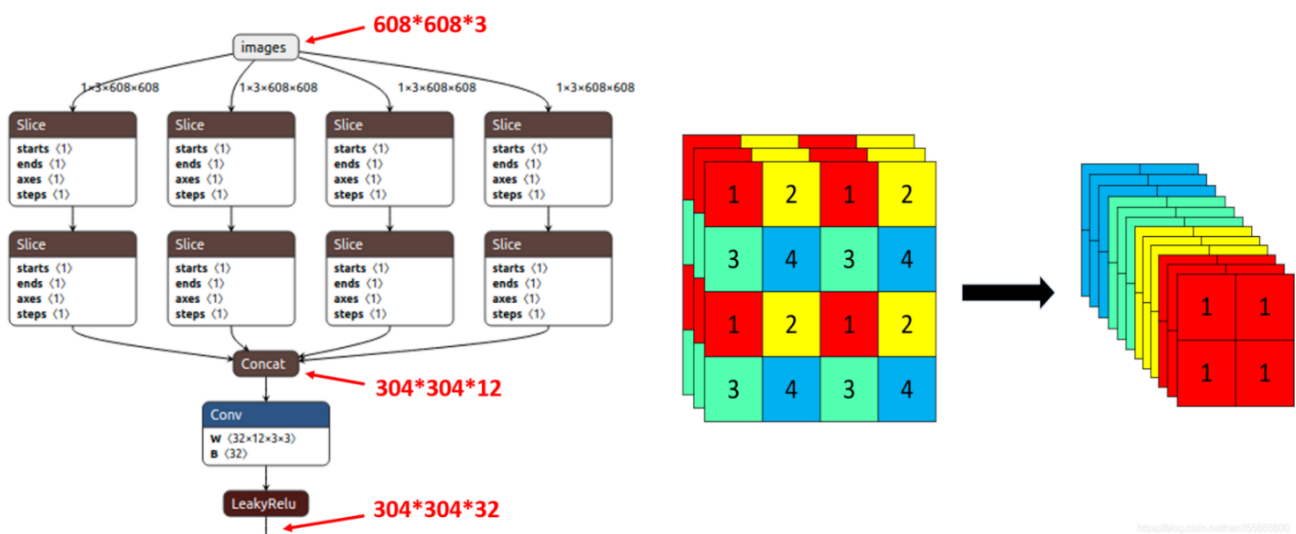 608*608*3
images
1×3×608×608 1×3×608×608 1×3×608×608 1×3×608×608
Slice Slice Slice Slice
starts ⟨1⟩ starts ⟨1⟩ starts ⟨1⟩ starts ⟨1⟩
ends ⟨1⟩ ends ⟨1⟩ ends ⟨1⟩ ends ⟨1⟩
axes ⟨1⟩ axes ⟨1⟩ axes ⟨1⟩ axes ⟨1⟩
steps ⟨1⟩ steps ⟨1⟩ steps ⟨1⟩ steps ⟨1⟩
Slice Slice Slice Slice
starts ⟨1⟩ starts ⟨1⟩ starts ⟨1⟩ starts ⟨1⟩
ends ⟨1⟩ ends ⟨1⟩ ends ⟨1⟩ ends ⟨1⟩
axes ⟨1⟩ axes ⟨1⟩ axes ⟨1⟩ axes ⟨1⟩
steps ⟨1⟩ steps ⟨1⟩ steps ⟨1⟩ steps ⟨1⟩
Concat
304*304*12
Conv
W ⟨32×12×3×3⟩
B ⟨32⟩
LeakyRelu
304*304*32
1 2 1 2
3 4 3 4
1 2 1 2
3 4 3 4
1 1
1 1